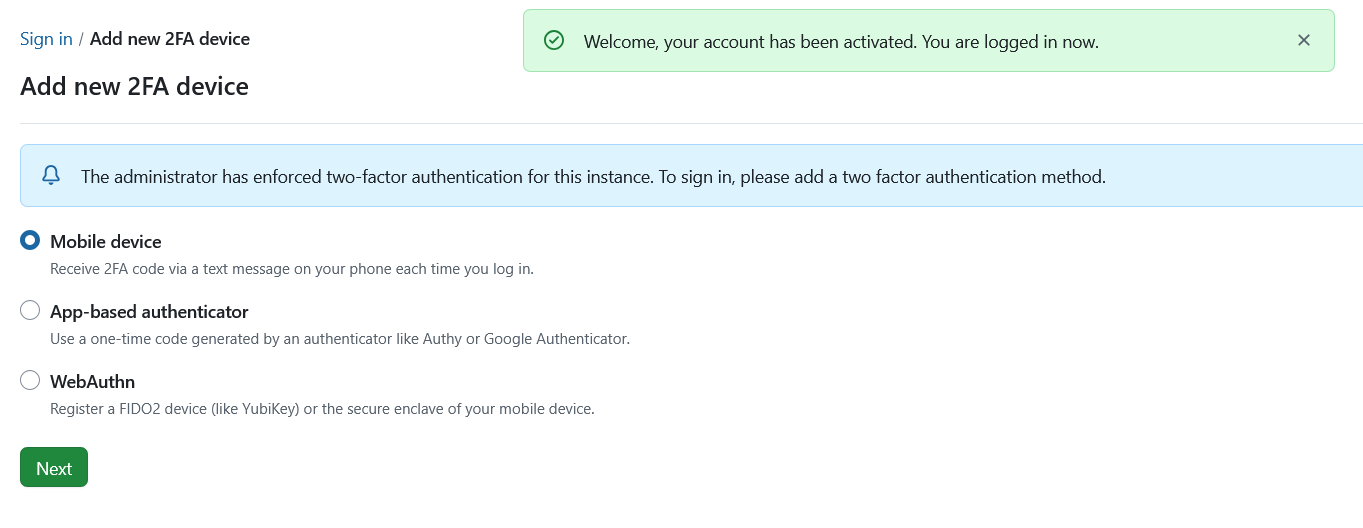 Sign in / Add new 2FA device
Welcome, your account has been activated. You are logged in now.
Add new 2FA device
The administrator has enforced two-factor authentication for this instance. To sign in, please add a two factor authentication method.
Mobile device
Receive 2FA code via a text message on your phone each time you log in.
App-based authenticator
Use a one-time code generated by an authenticator like Authy or Google Authenticator.
WebAuthn
Register a FIDO2 device (like YubiKey) or the secure enclave of your mobile device.
Next